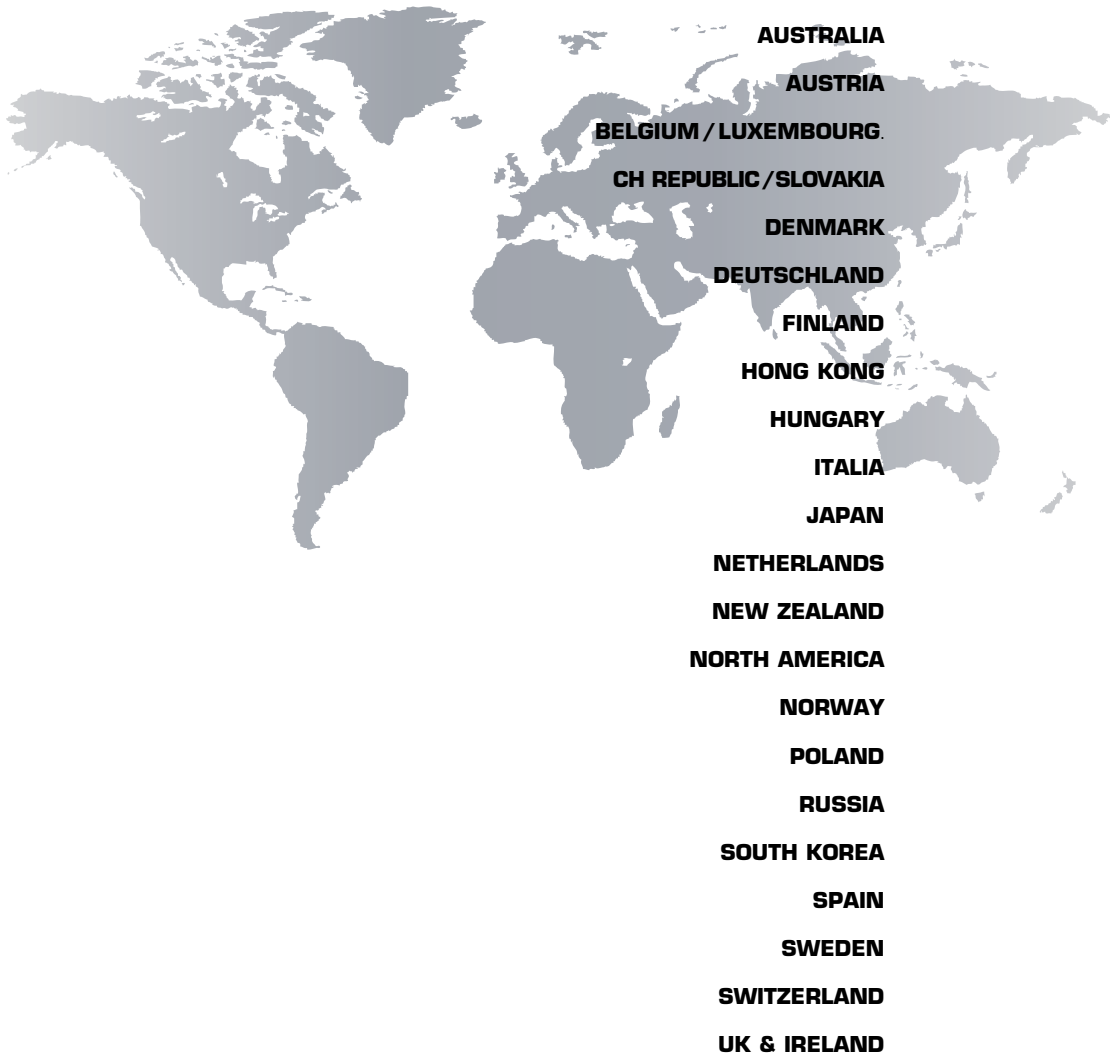 AUSTRALIA
AUSTRIA
BELGIUM / LUXEMBOURG.
CH REPUBLIC / SLOVAKIA
DENMARK
DEUTSCHLAND
FINLAND
HONG KONG
HUNGARY
ITALIA
JAPAN
NETHERLANDS
NEW ZEALAND
NORTH AMERICA
NORWAY
POLAND
RUSSIA
SOUTH KOREA
SPAIN
SWEDEN
SWITZERLAND
UK & IRELAND